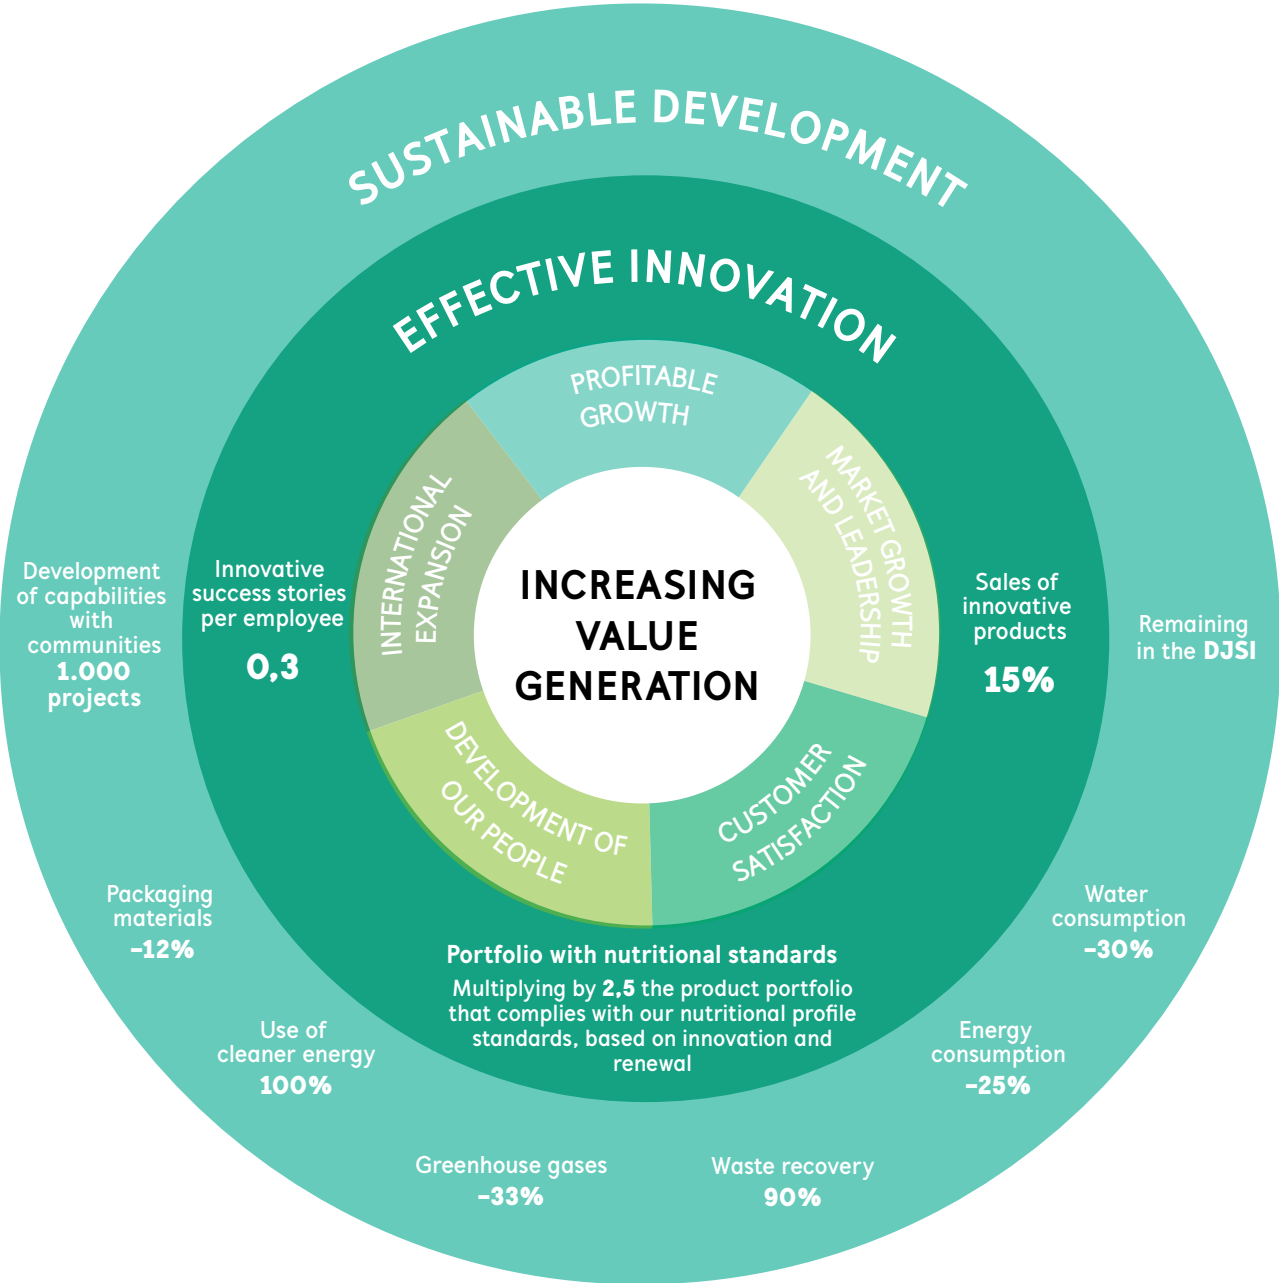 SUSTAINABLE DEVELOPMENT
EFFECTIVE INNOVATION
PROFITABLE
GROWTH
MARKET GROWTH
AND LEADERSHIP
CUSTOMER
SATISFACTION
DEVELOPMENT OF
OUR PEOPLE
INTERNATIONAL
EXPANSION
INCREASING
VALUE
GENERATION
Development
of capabilities
with
communities
1.000
projects
Innovative
success stories
per employee
0,3
Sales of
innovative
products
15%
Remaining
in the DJSI
Packaging
materials
-12%
Water
consumption
-30%
Portfolio with nutritional standards
Multiplying by 2,5 the product portfolio
that complies with our nutritional profile
standards, based on innovation and
renewal
Use of
cleaner energy
100%
Energy
consumption
-25%
Greenhouse gases
-33%
Waste recovery
90%